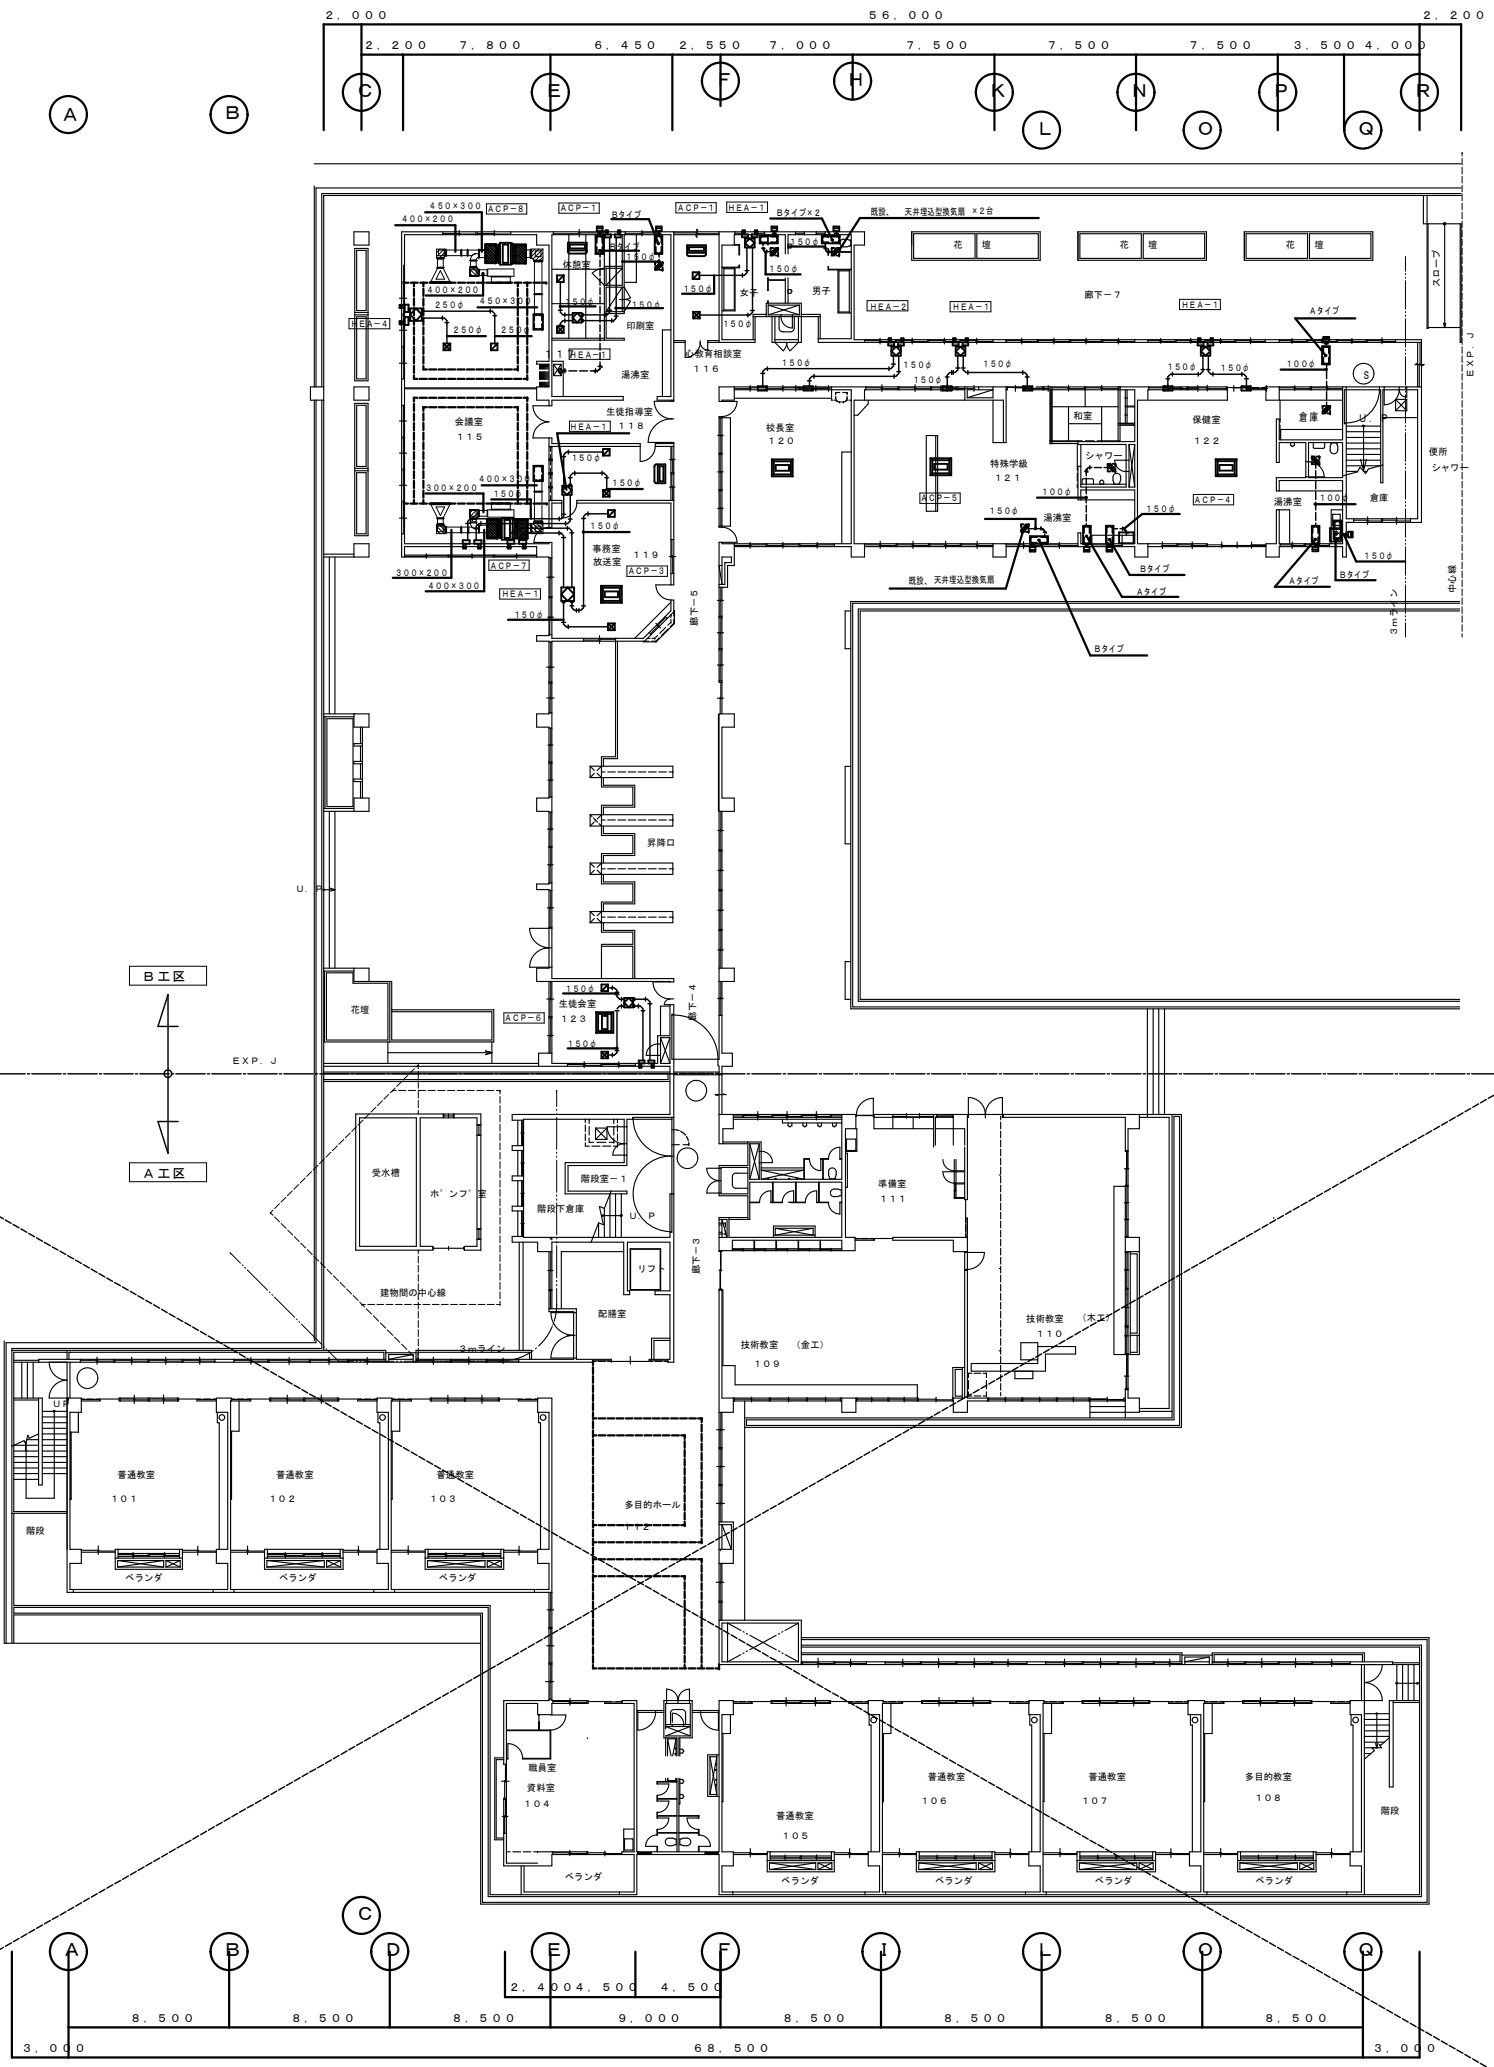 2,000 56,000 2,200
2,200 7,800 6,450 2,550 7,000 7,500 7,500 7,500 3,500 4,000
A B C E F H K L N O P Q R
450×300 ACP-8 ACP-1 Bタイプ ACP-1 HEA-1 Bタイプ×2 既設、 天井埋込型換気扇 ×2台
400×200
Bタイプ 150φ 150φ
150φ 150φ
休憩室
花 壇 花 壇 花 壇
スロープ
400×200 450×300 150φ 150φ 150φ 女子 男子 廊下-7
250φ
HEA-4 250φ 250φ 印刷室 150φ HEA-2 HEA-1 HEA-1 Aタイプ
117 HEA-1 心教育相談室
116
EXP. J
湯沸室 150φ 150φ 150φ 150φ 150φ 150φ 100φ S
会議室
115
生徒指導室
HEA-1 118
校長室
120
和室 保健室
122
倉庫 U. P
便所
シャワー
150φ シャワー
特殊学級
121
400×300
300×200 150φ 150φ ACP-5 100φ ACP-4 湯沸室 100φ 倉庫
150φ 150φ 湯沸室 150φ
事務室 119
放送室
ACP-7 ACP-3 150φ
300×200
400×300 HEA-1 既設、天井埋込型換気扇 Bタイプ Aタイプ Aタイプ Bタイプ
150φ
廊下-5
Bタイプ
3mライン
中心線
昇降口
U. P
B工区
150φ
生徒会室
123
ACP-6
150φ
廊下-4
花壇
EXP. J
A工区
受水槽
ポンプ室
階段室-1
階段下倉庫 U. P
準備室
111
廊下-3
リフト
建物間の中心線
配膳室
3mライン
技術教室 (金工)
109
技術教室 (木工)
110
UP
普通教室
101
普通教室
102
普通教室
103
多目的ホール
112
階段
ベランダ ベランダ ベランダ
職員室
資料室
104
普通教室
105
普通教室
106
普通教室
107
多目的教室
108
階段
ベランダ ベランダ ベランダ ベランダ ベランダ
C
A B D E F I L O Q
2,400 4,500 4,500
8,500 8,500 8,500 9,000 8,500 8,500 8,500 8,500
3,000 68,500 3,000